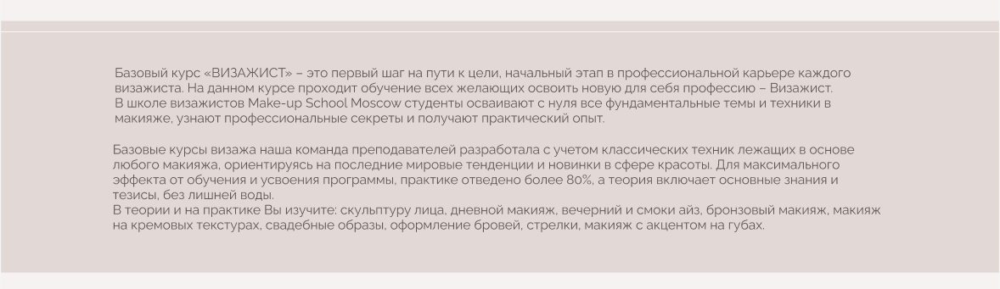 Базовый курс «ВИЗАЖИСТ» – это первый шаг на пути к цели, начальный этап в профессиональной карьере каждого
визажиста. На данном курсе проходит обучение всех желающих освоить новую для себя профессию – Визажист.
В школе визажистов Make-up School Moscow студенты осваивают с нуля все фундаментальные темы и техники в
макияже, узнают профессиональные секреты и получают практический опыт.
Базовые курсы визажа наша команда преподавателей разработала с учетом классических техник лежащих в основе
любого макияжа, ориентируясь на последние мировые тенденции и новинки в сфере красоты. Для максимального
эффекта от обучения и усвоения программы, практике отведено более 80%, а теория включает основные знания и
тезисы, без лишней воды.
В теории и на практике Вы изучите: скульптуру лица, дневной макияж, вечерний и смоки айз, бронзовый макияж, макияж
на кремовых текстурах, свадебные образы, оформление бровей, стрелки, макияж с акцентом на губах.